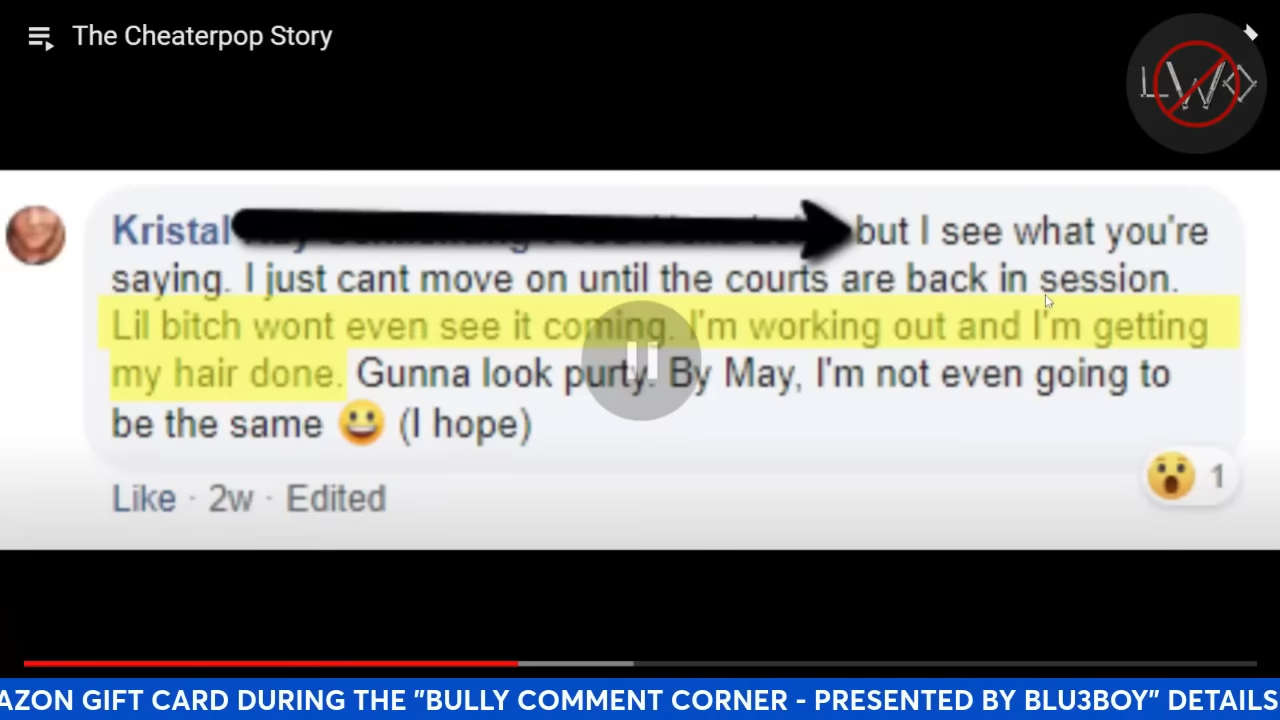 The Cheaterpop Story
LWO
Kristal but I see what you're
saying. I just cant move on until the courts are back in session.
Lil bitch wont even see it coming. I'm working out and I'm getting
my hair done. Gunna look purty. By May, I'm not even going to
be the same 😀 (I hope)
1
Like · 2w · Edited
AZON GIFT CARD DURING THE "BULLY COMMENT CORNER - PRESENTED BY BLU3BOY" DETAILS